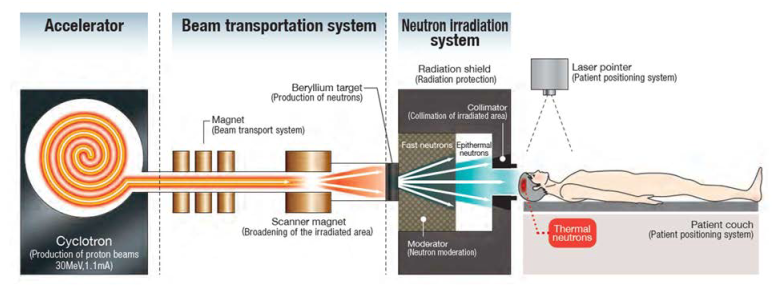 Accelerator
Beam transportation system
Neutron irradiation
system
Radiation shield
(Radiation protection)
Laser pointer
(Patient positioning system)
Beryllium target
(Production of neutrons)
Collimator
(Collimation of irradiated area)
Magnet
(Beam transport system)
Fast neutrons
Epithermal
neutrons
Scanner magnet
(Broadening of the irradiated area)
Cyclotron
(Production of proton beams
30MeV,1.1mA)
Moderator
(Neutron moderation)
Thermal
neutrons
Patient couch
(Patient positioning system)